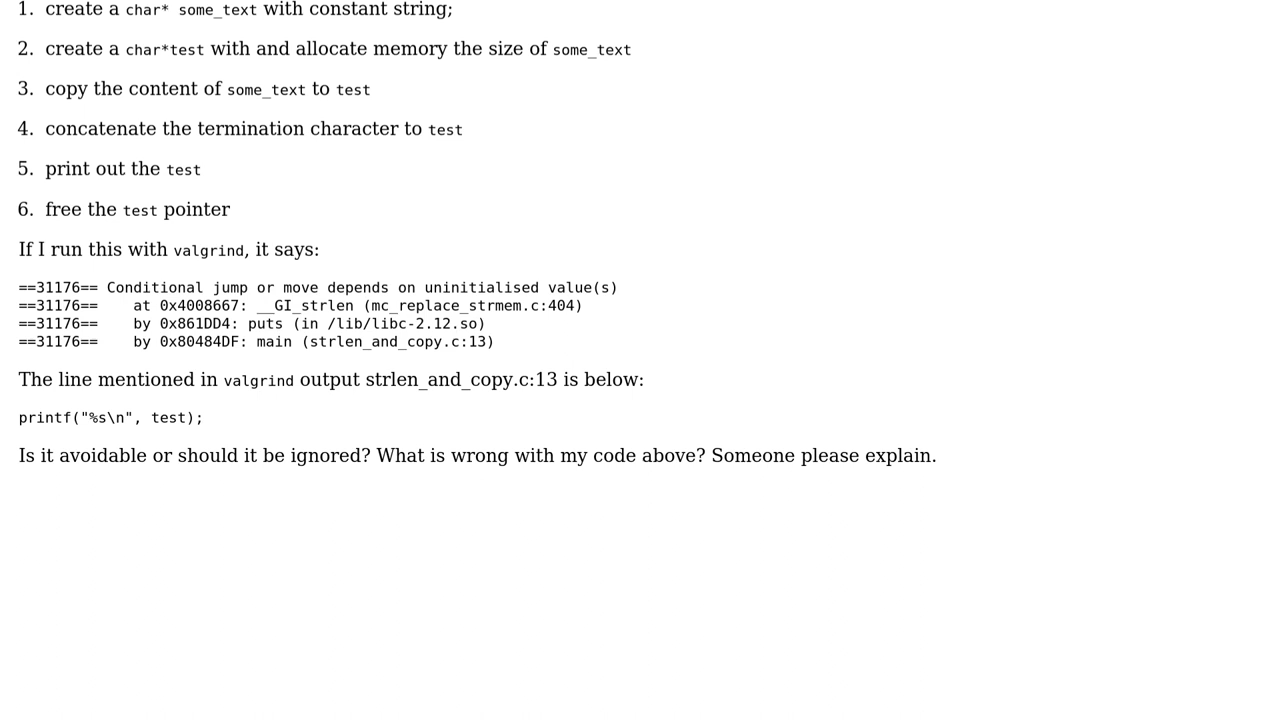 1. create a char* some_text with constant string;
2. create a char*test with and allocate memory the size of some_text
3. copy the content of some_text to test
4. concatenate the termination character to test
5. print out the test
6. free the test pointer
If I run this with valgrind, it says:
==31176== Conditional jump or move depends on uninitialised value(s)
==31176==    at 0x4008667: __GI_strlen (mc_replace_strmem.c:404)
==31176==    by 0x861DD4: puts (in /lib/libc-2.12.so)
==31176==    by 0x80484DF: main (strlen_and_copy.c:13)
The line mentioned in valgrind output strlen_and_copy.c:13 is below:
printf("%s\n", test);
Is it avoidable or should it be ignored? What is wrong with my code above? Someone please explain.